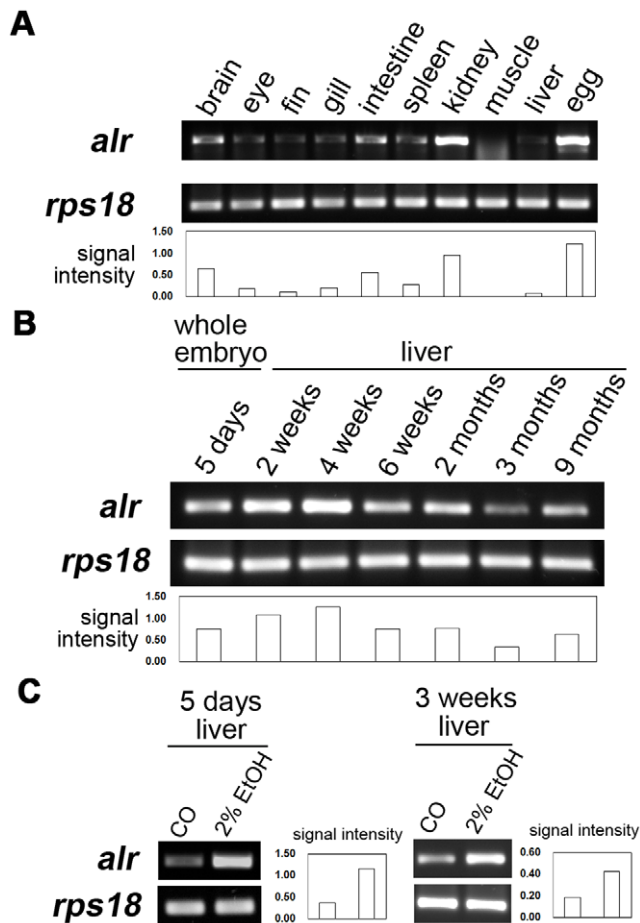 A
brain eye fin gill intestine spleen kidney muscle liver egg
alr
rps18
signal
intensity
1.50
0.50
0.00
B
whole
embryo
liver
5 days 2 weeks 4 weeks 6 weeks 2 months 3 months 9 months
alr
rps18
signal
intensity
1.50
1.00
0.50
0.00
C
5 days
liver
3 weeks
liver
CO 2% EtOH
CO 2% EtOH
alr
rps18
signal intensity
1.50
1.00
0.50
0.00
signal intensity
0.60
0.40
0.20
0.00